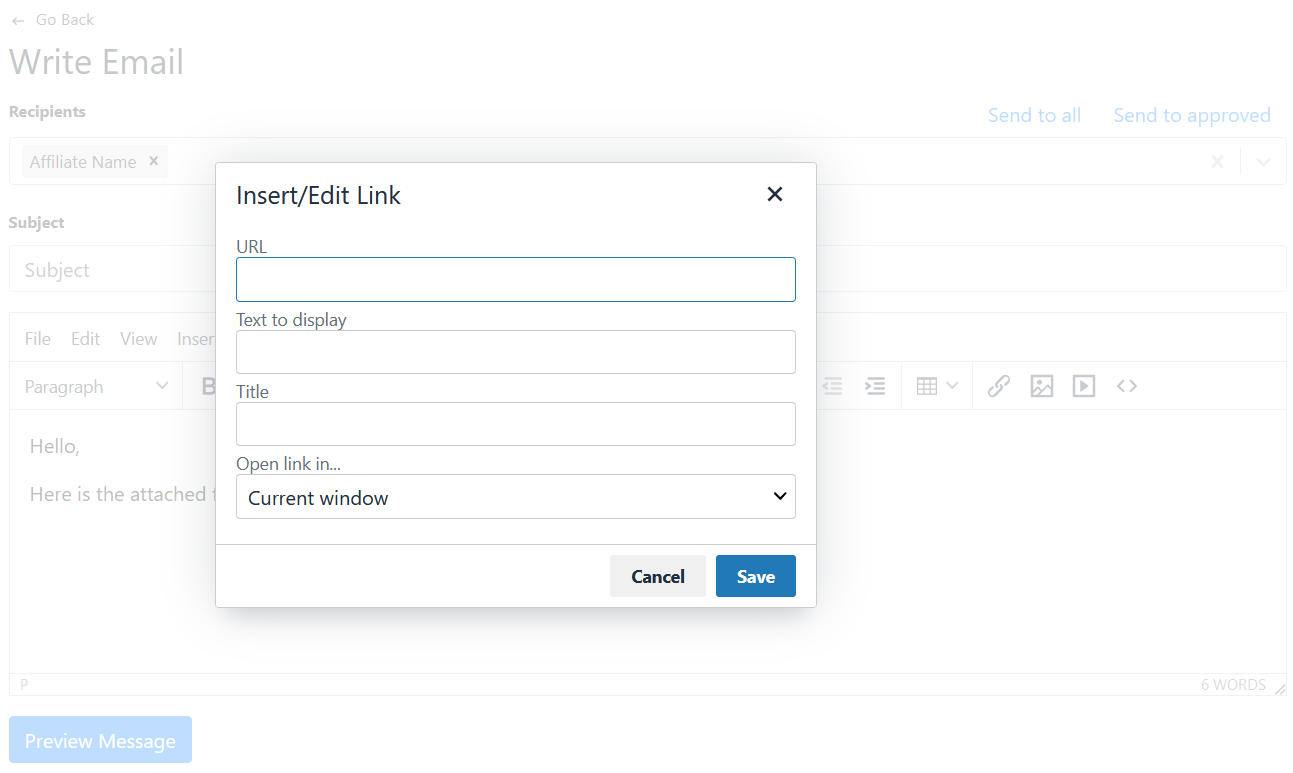 Go Back
Write Email
Recipients
Send to all Send to approved
Affiliate Name
Insert/Edit Link
Subject
URL
Subject
Text to display
File Edit View
Paragraph B
Title
Hello,
Open link in...
Here is the attached
Current window
Cancel Save
P 6 WORDS
Preview Message